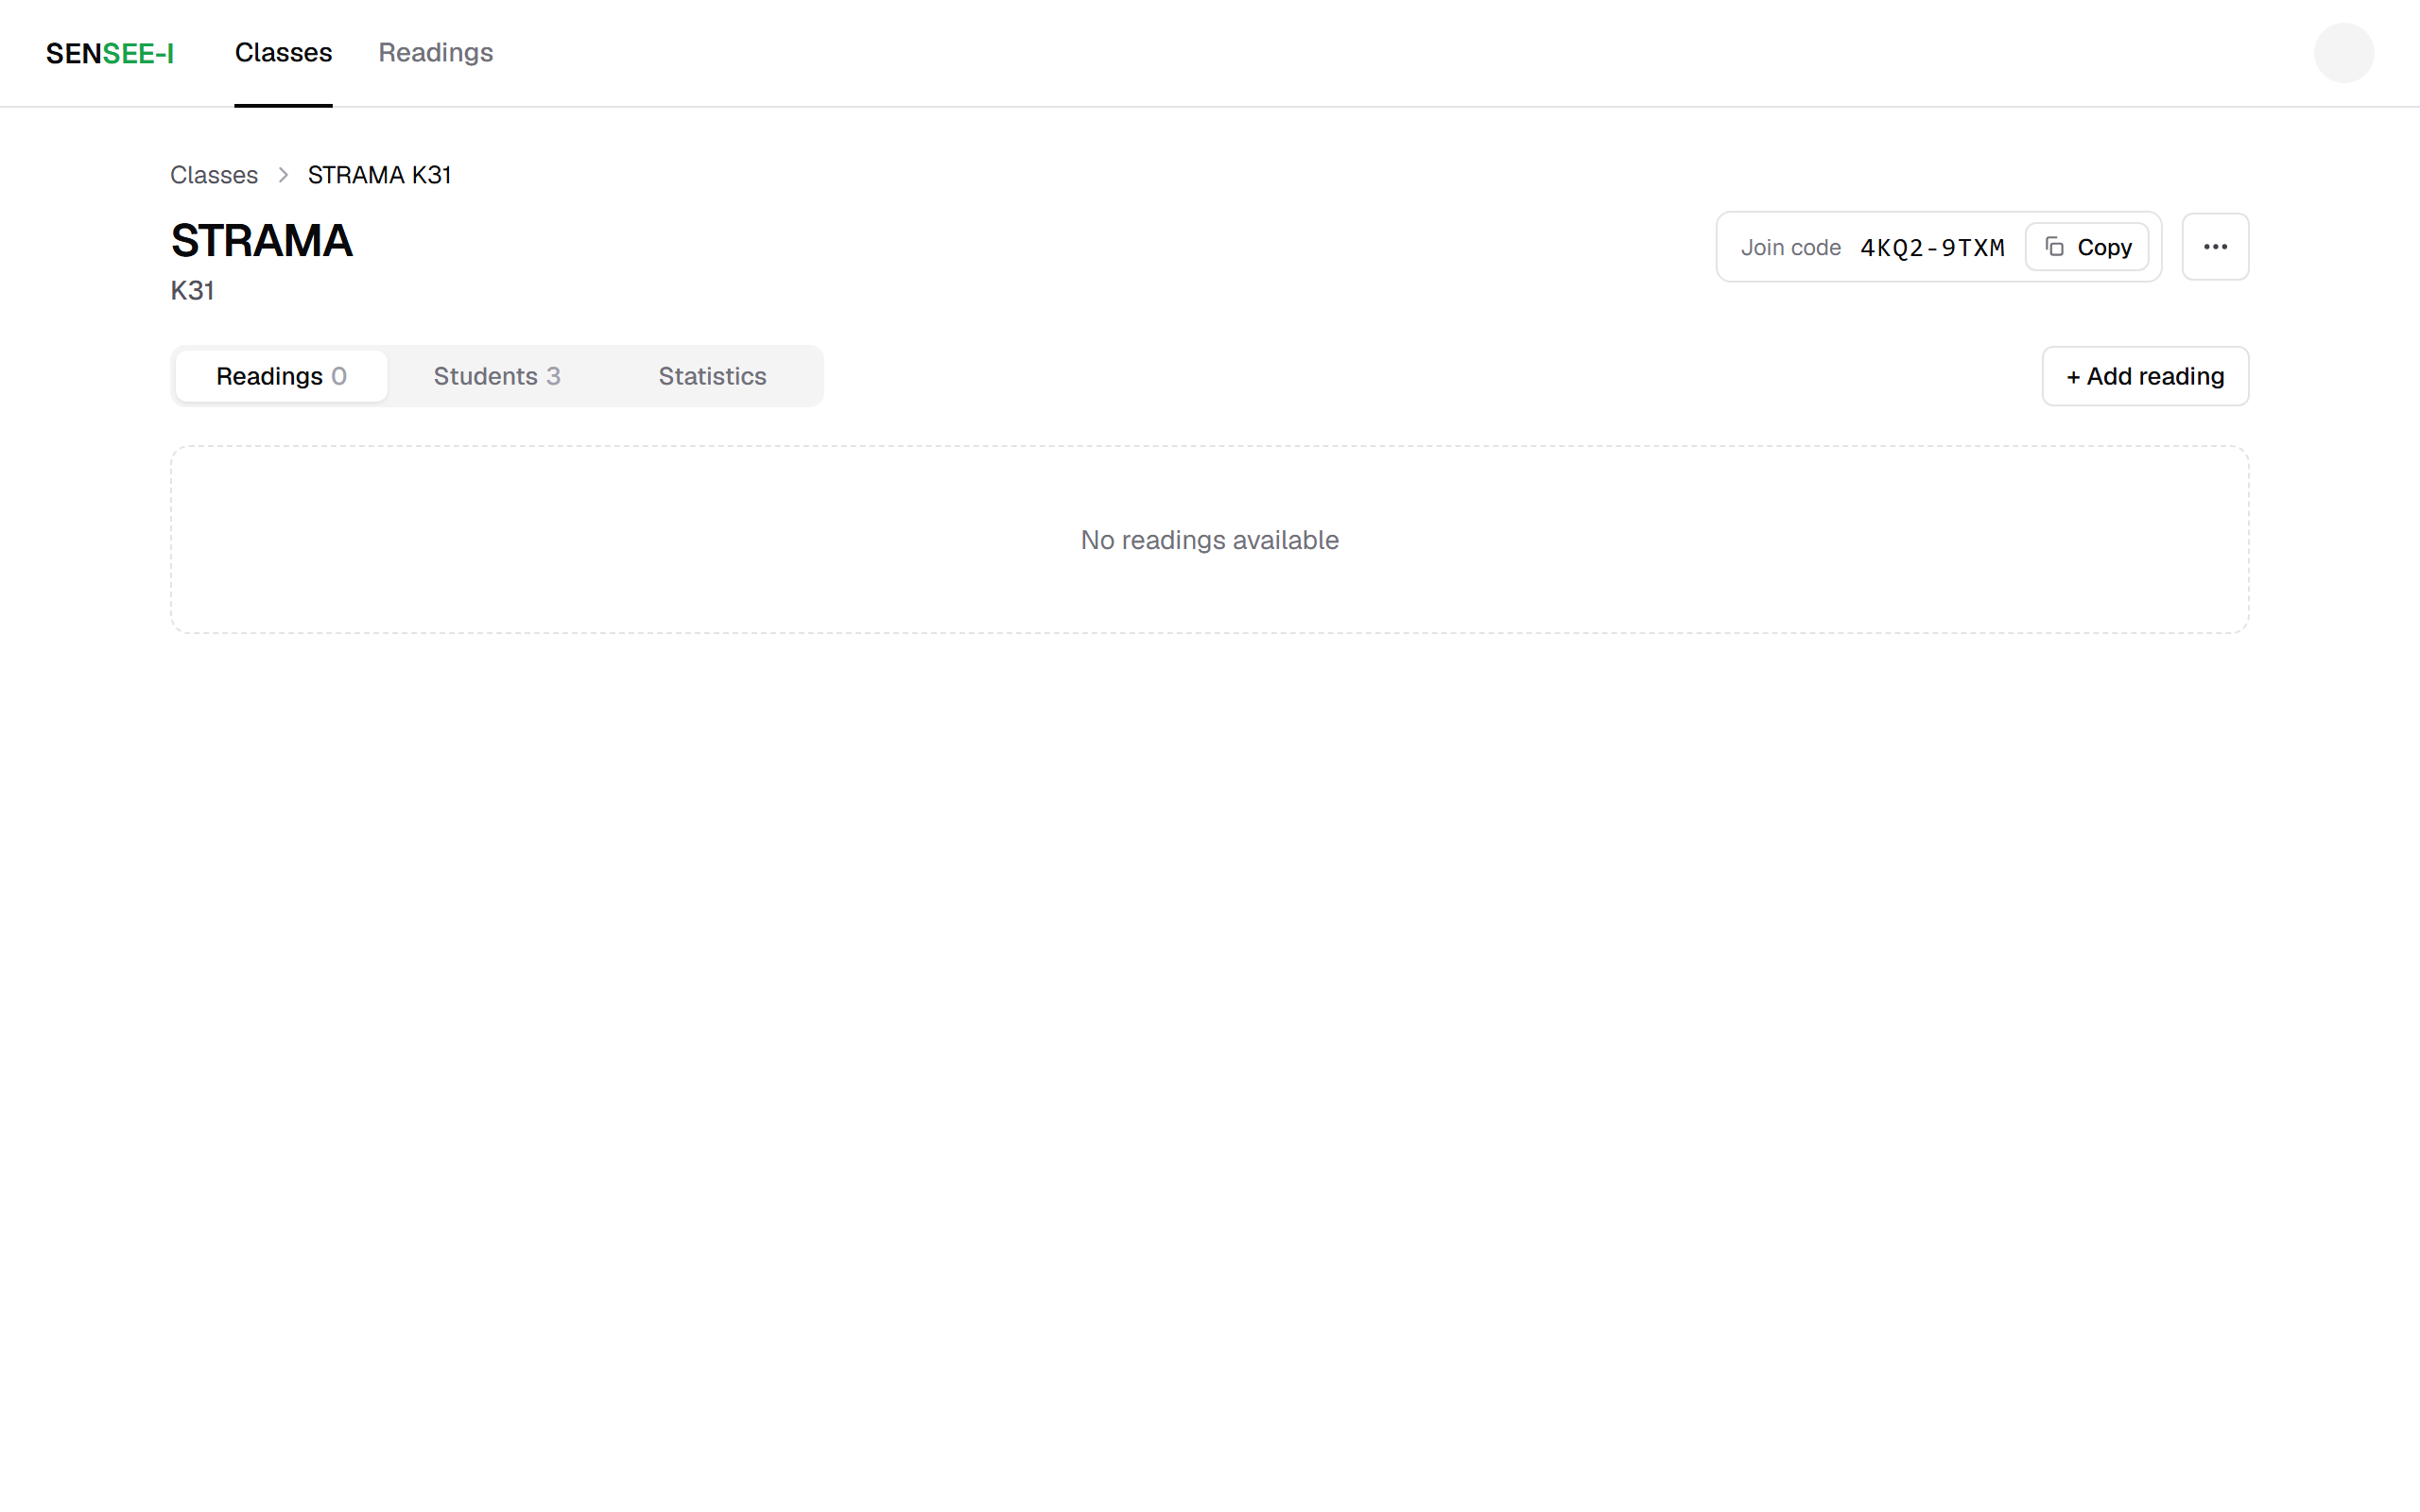 SENSEE-I Classes Readings
Classes > STRAMA K31
STRAMA
K31
Join code 4KQ2-9TXM Copy
Readings 0 Students 3 Statistics
+ Add reading
No readings available